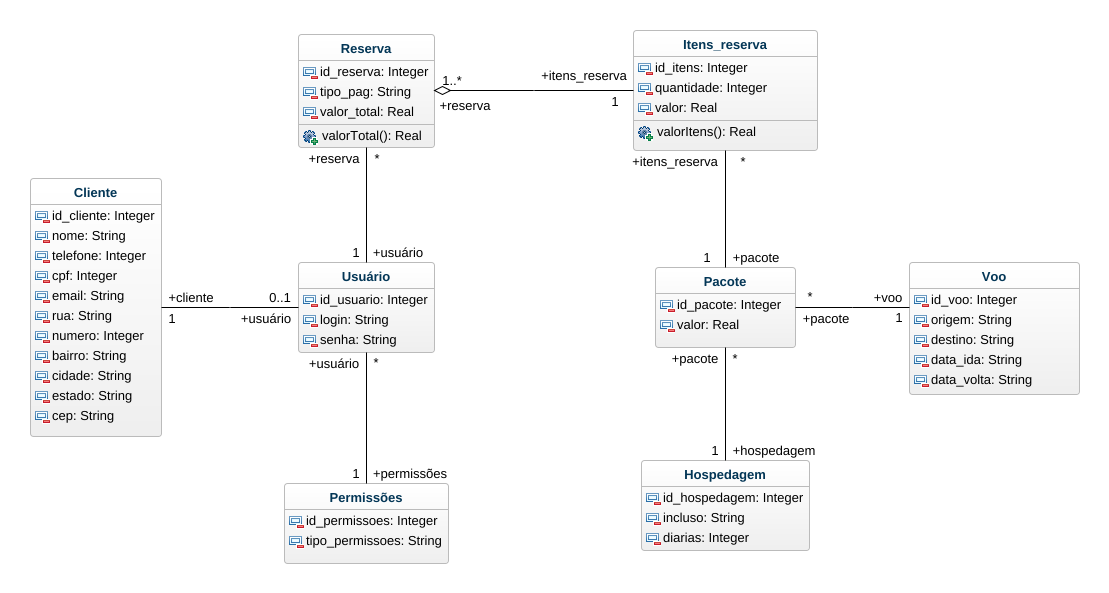 Reserva
id_reserva: Integer
tipo_pag: String
valor_total: Real
valorTotal(): Real
1..*
+reserva
+itens_reserva
1
Itens_reserva
id_itens: Integer
quantidade: Integer
valor: Real
valorItens(): Real
+reserva *
1 +usuário
+itens_reserva *
1 +pacote
Cliente
id_cliente: Integer
nome: String
telefone: Integer
cpf: Integer
email: String
rua: String
numero: Integer
bairro: String
cidade: String
estado: String
cep: String
+cliente 0..1
1 +usuário
Usuário
id_usuario: Integer
login: String
senha: String
+usuário *
1 +permissões
Permissões
id_permissoes: Integer
tipo_permissoes: String
Pacote
id_pacote: Integer
valor: Real
* +voo
+pacote 1
Voo
id_voo: Integer
origem: String
destino: String
data_ida: String
data_volta: String
+pacote *
1 +hospedagem
Hospedagem
id_hospedagem: Integer
incluso: String
diarias: Integer